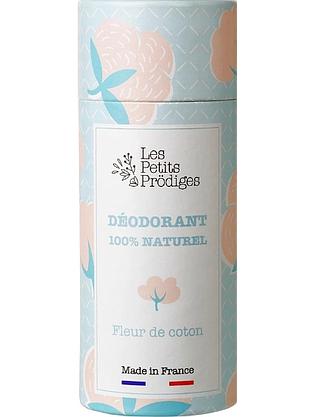 Les
Petits
Prödiges
DÉODORANT
100% NATUREL
Fleur de coton
Made in France